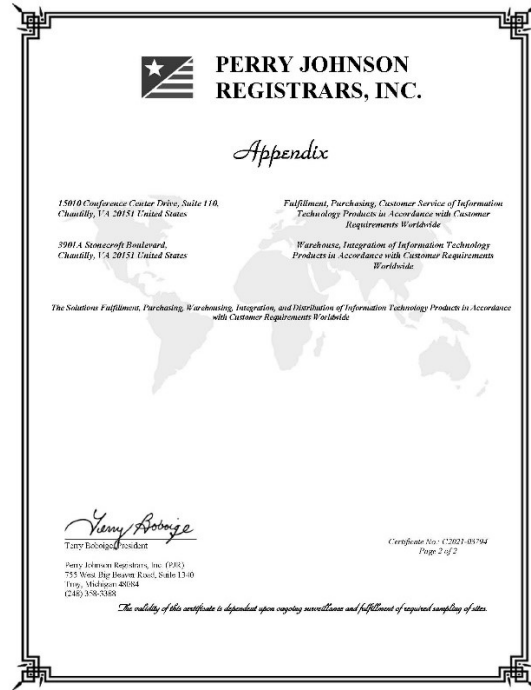 PERRY JOHNSON
REGISTRARS, INC.
Appendix
15010 Conference Center Drive, Suite 110,
Chantilly, VA 20151 United States
Fulfillment, Purchasing, Customer Service of Information
Technology Products in Accordance with Customer
Requirements Worldwide
3901A Stonecroft Boulevard,
Chantilly, VA 20151 United States
Warehouse, Integration of Information Technology
Products in Accordance with Customer Requirements
Worldwide
The Solutions Fulfillment, Purchasing, Warehousing, Integration, and Distribution of Information Technology Products in Accordance
with Customer Requirements Worldwide
Terry Boboige
Terry Boboige, President
Perry Johnson Registrars, Inc. (PJR)
755 West Big Beaver Road, Suite 1340
Troy, Michigan 48084
(248) 358-3388
Certificate No.: C2021-03794
Page 2 of 2
The validity of this certificate is dependent upon ongoing surveillance and fulfillment of required sampling of sites.